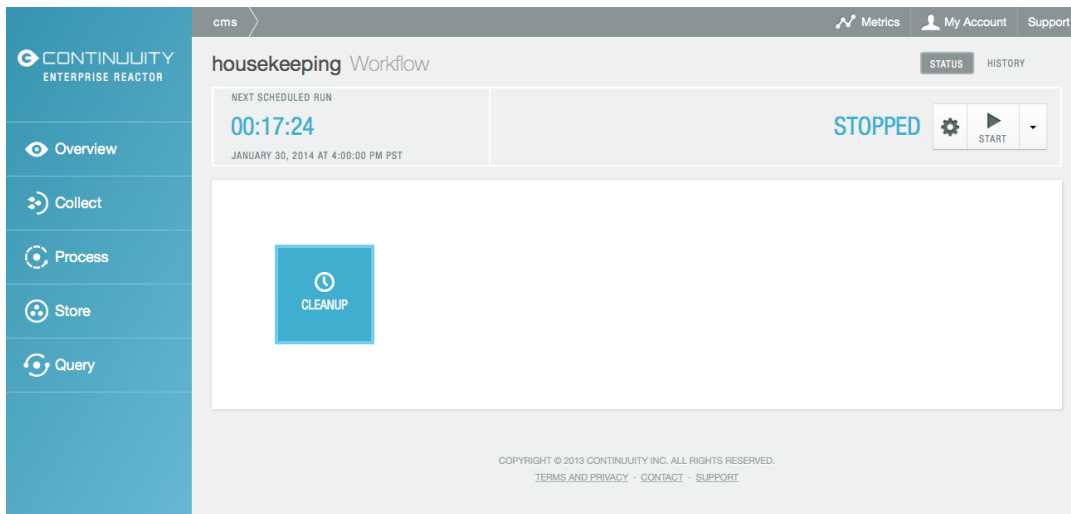 cms
Metrics My Account Support
CONTINUUITY
ENTERPRISE REACTOR
housekeeping Workflow
STATUS HISTORY
NEXT SCHEDULED RUN
00:17:24
JANUARY 30, 2014 AT 4:00:00 PM PST
STOPPED
START
Overview
Collect
Process
Store
Query
CLEANUP
COPYRIGHT © 2013 CONTINUUITY INC. ALL RIGHTS RESERVED.
TERMS AND PRIVACY · CONTACT · SUPPORT